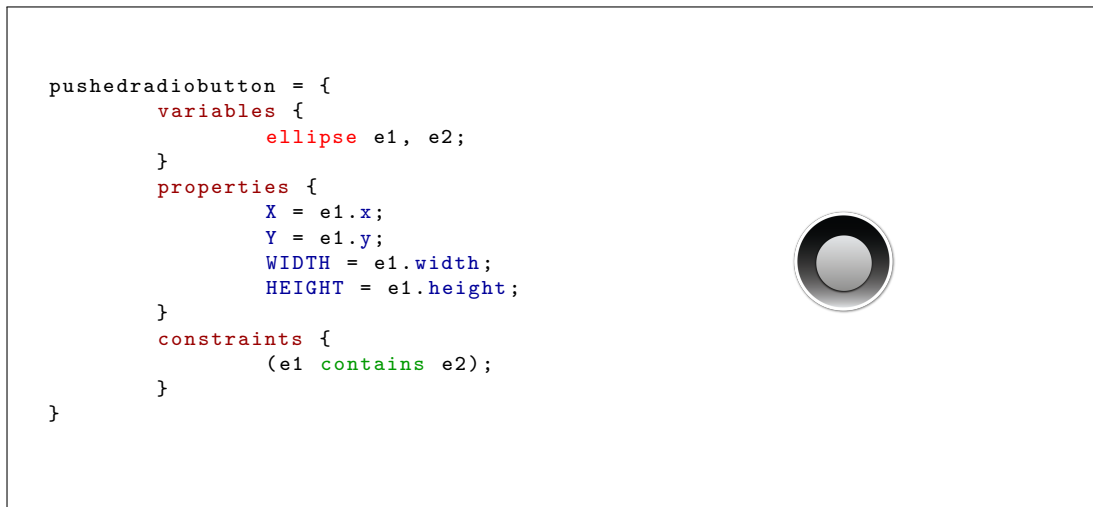 pushedradiobutton = {
variables {
ellipse e1, e2;
}
properties {
X = e1.x;
Y = e1.y;
WIDTH = e1.width;
HEIGHT = e1.height;
}
constraints {
(e1 contains e2);
}
}